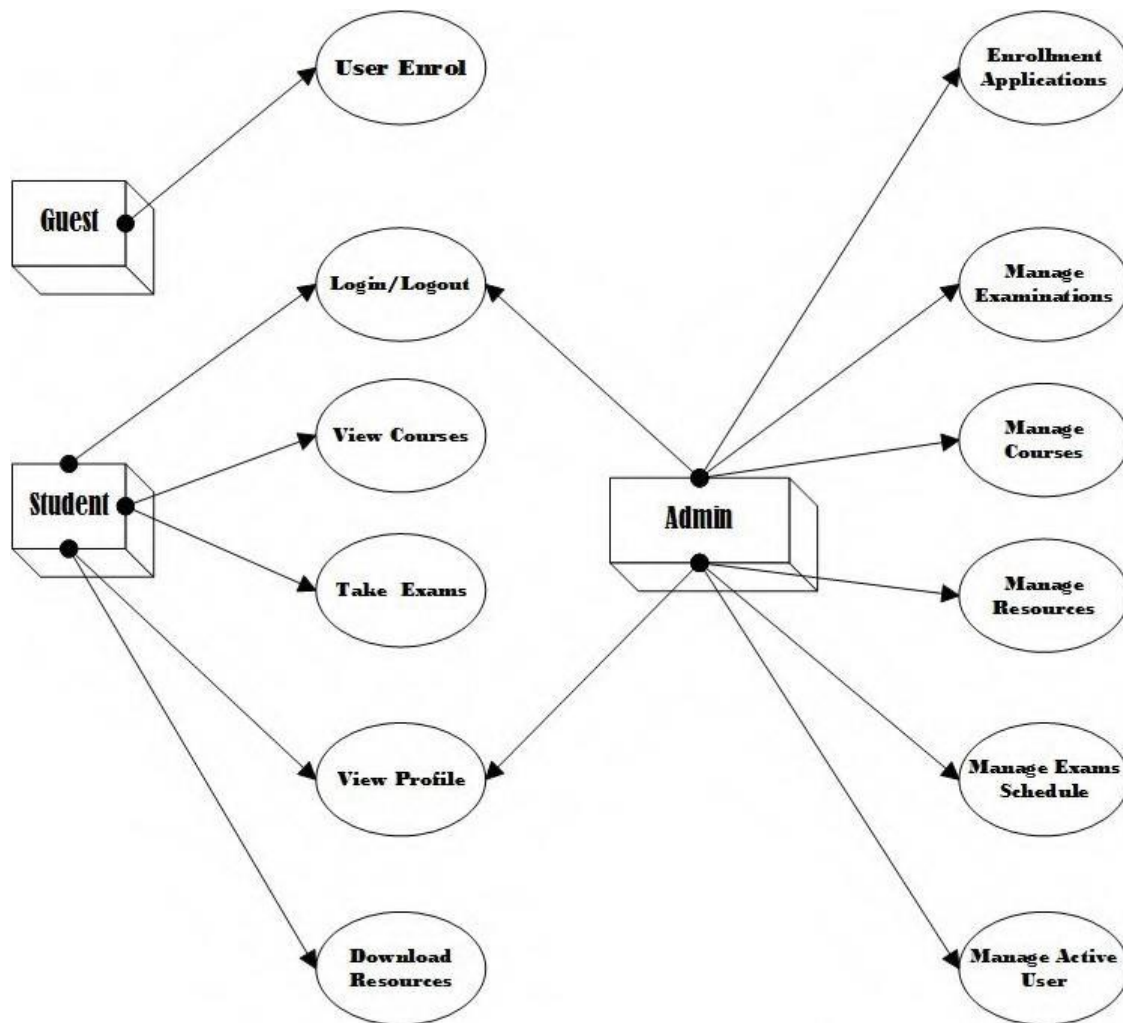 User Enrol
Enrollment
Applications
Guest
Login/Logout
Manage
Examinations
View Courses
Manage
Courses
Student
Admin
Take Exams
Manage
Resources
View Profile
Manage Exams
Schedule
Download
Resources
Manage Active
User